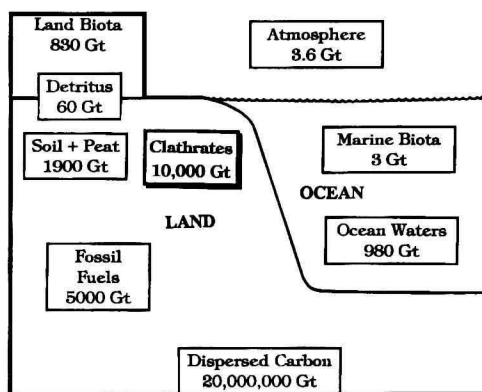 Land Biota
830 Gt
Atmosphere
3.6 Gt
Detritus
60 Gt
Soil + Peat
1900 Gt
Clathrates
10,000 Gt
Marine Biota
3 Gt
OCEAN
LAND
Ocean Waters
980 Gt
Fossil
Fuels
5000 Gt
Dispersed Carbon
20,000,000 Gt